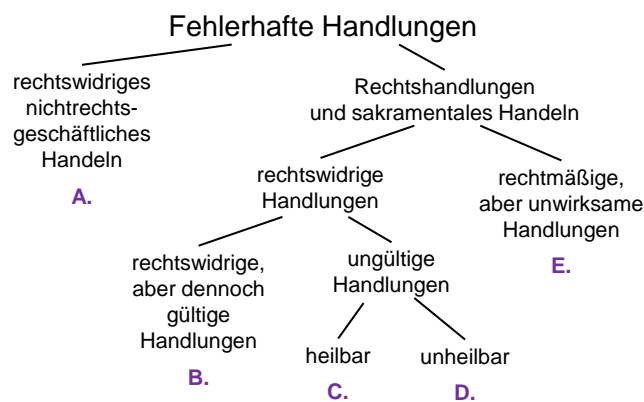 Fehlerhafte Handlungen
rechtswidriges
nichtrechts-
geschäftliches
Handeln
A.
Rechtshandlungen
und sakramentales Handeln
rechtswidrige
Handlungen
rechtmäßige,
aber unwirksame
Handlungen
E.
rechtswidrige,
aber dennoch
gültige
Handlungen
B.
ungültige
Handlungen
heilbar
C.
unheilbar
D.